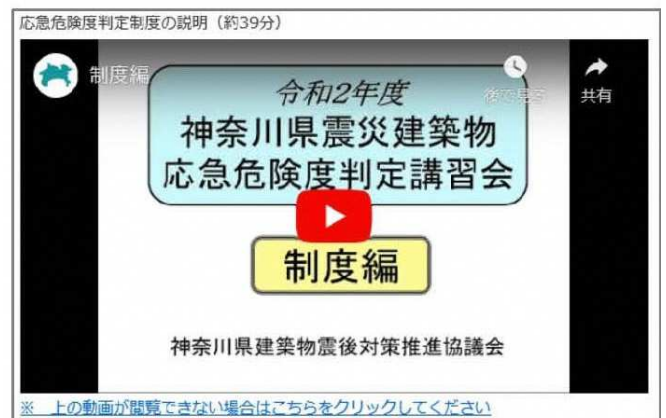 応急危険度判定制度の説明（約39分）
制度編
後で見る
共有
令和2年度
神奈川県震災建築物
応急危険度判定講習会
制度編
神奈川県建築物震後対策推進協議会
※　上の動画が閲覧できない場合はこちらをクリックしてください